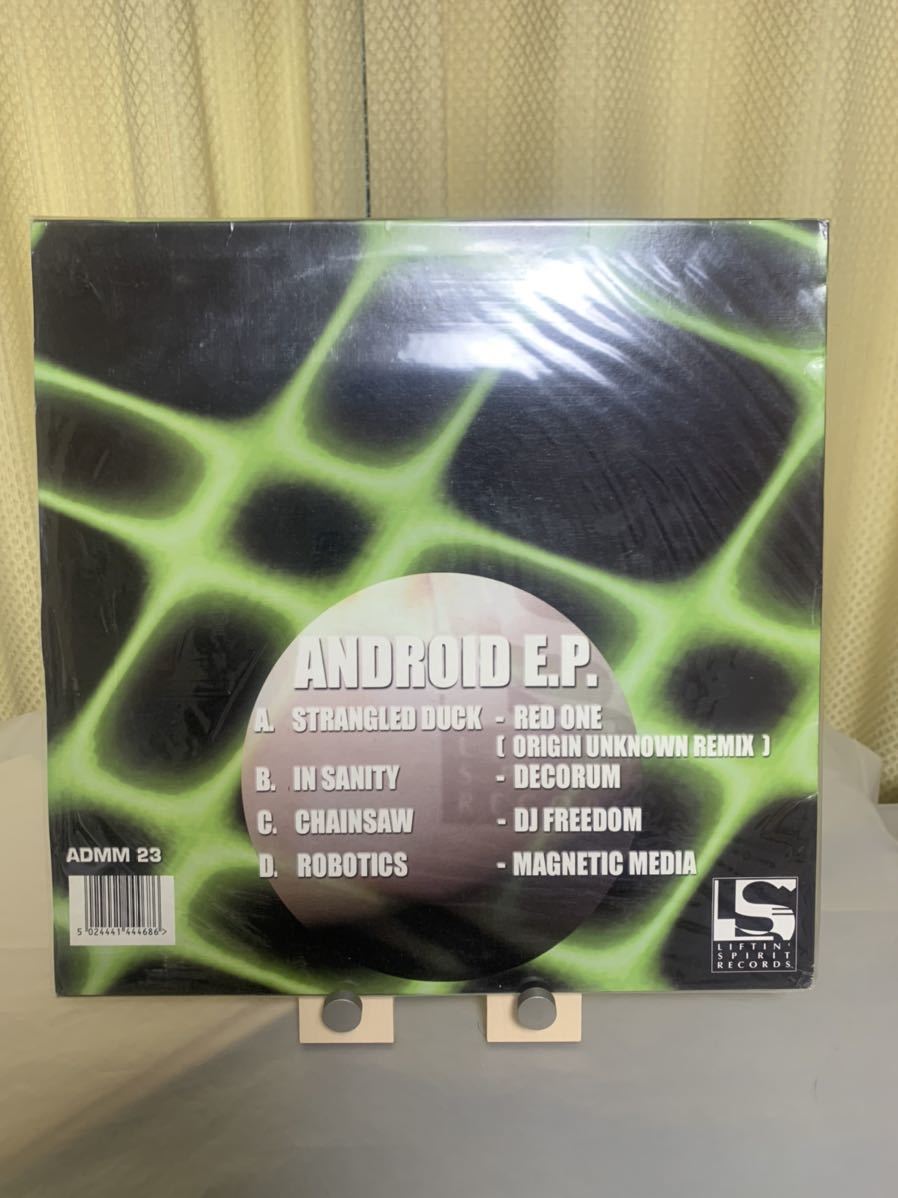 ANDROID E.P.
A. STRANGLED DUCK - RED ONE
( ORIGIN UNKNOWN REMIX )
B. IN SANITY - DECORUM
C. CHAINSAW - DJ FREEDOM
D. ROBOTICS - MAGNETIC MEDIA
ADMM 23
5 024441 444686>
LS
LIFTIN'
SPIRIT
RECORDS